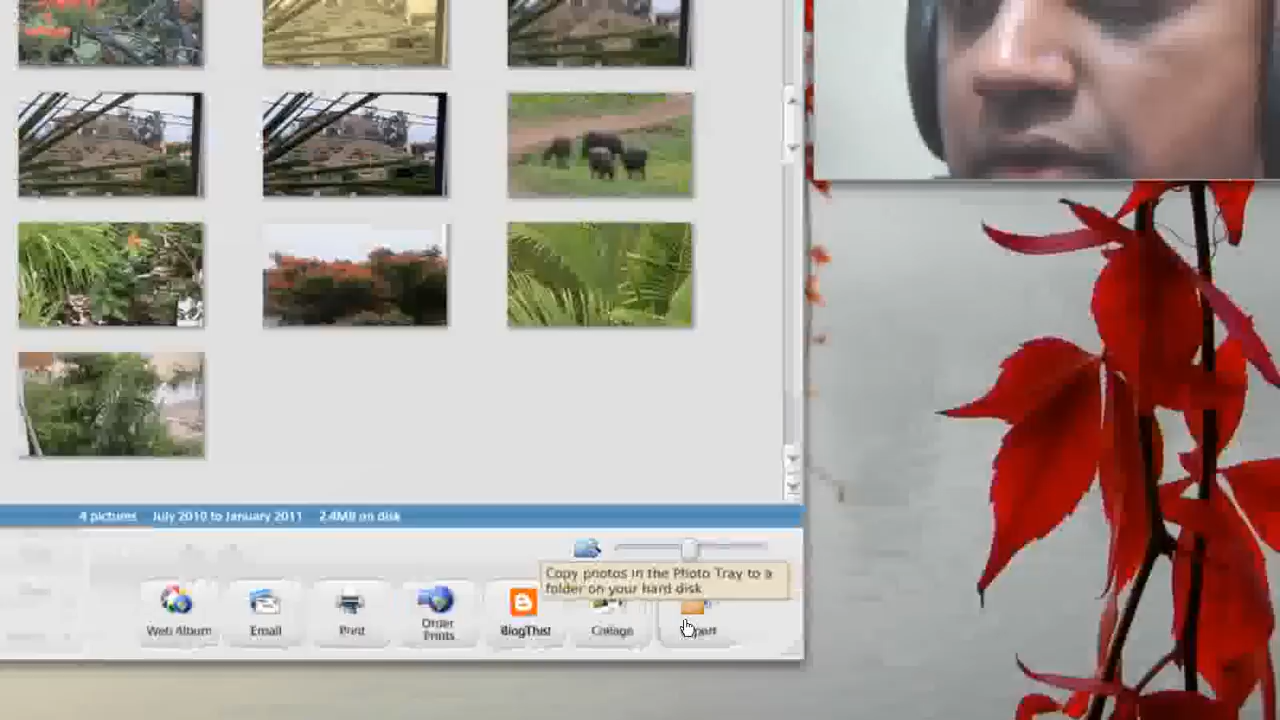 4 pictures July 2010 to January 2011 2.4MB on disk
Copy photos in the Photo Tray to a
folder on your hard disk
Web Album
Email
Print
Order
Prints
BlogThis!
Collage